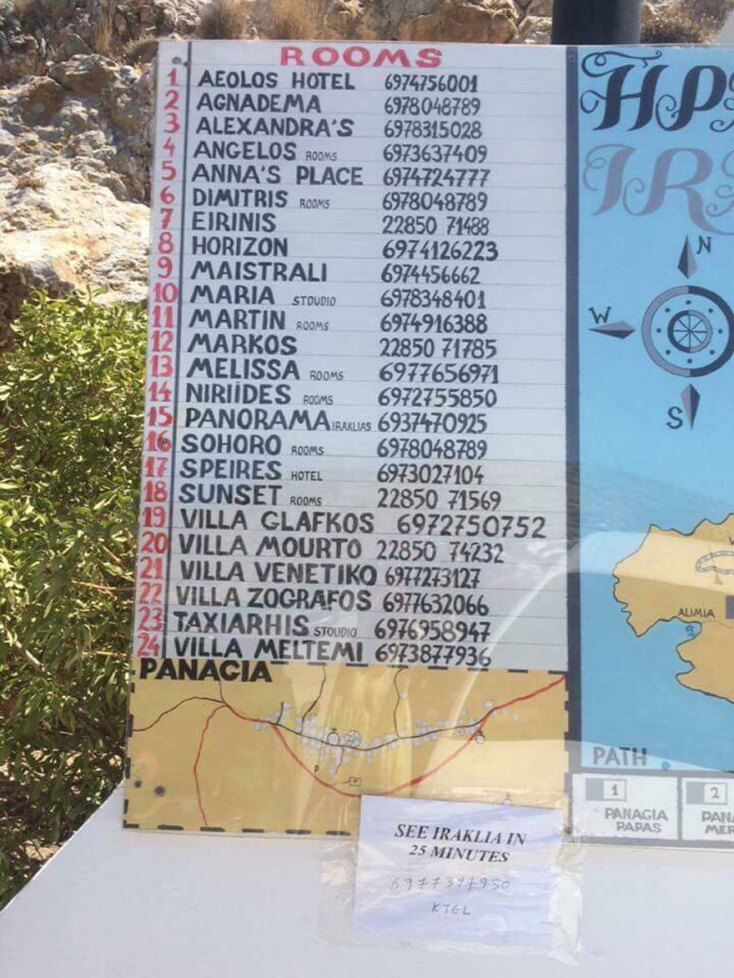 ROOMS
1 AEOLOS HOTEL 6974756001
2 AGNADEMA 6978048789
3 ALEXANDRA'S 6978315028
4 ANGELOS ROOMS 6973637409
5 ANNA'S PLACE 6974724777
6 DIMITRIS ROOMS 6978048789
7 EIRINIS 22850 71488
8 HORIZON 6974126223
9 MAISTRALI 6974456662
10 MARIA STOUDIO 6978348401
11 MARTIN ROOMS 6974916388
12 MARKOS 22850 71785
13 MELISSA ROOMS 6977656971
14 NIRIÍDES ROOMS 6972755850
15 PANORAMA IRAKLIAS 6937470925
16 SOHORO ROOMS 6978048789
17 SPEIRES HOTEL 6973027104
18 SUNSET ROOMS 22850 71569
19 VILLA GLAFKOS 6972750752
20 VILLA MOURTO 22850 74232
21 VILLA VENETIKO 6977273127
22 VILLA ZOGRAFOS 6977632066
23 TAXIARHIS STOUDIO 6976958947
24 VILLA MELTEMI 6973877936
PANAGIA
P
SEE IRAKLIA IN
25 MINUTES
6977397950
KTEL
N
W
S
ALIMIA
PATH
1 PANAGIA
PAPAS
2